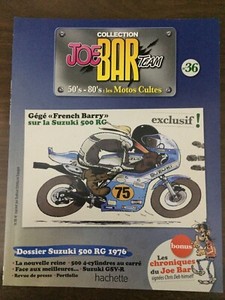 COLLECTION
JOE BAR TEAM
50's - 80's : les Motos Cultes
36
Gégé « French Barry »
sur la Suzuki 500 RG
exclusif !
75
Dossier Suzuki 500 RG 1976
• La nouvelle reine • 500 4-cylindres au carré
• Face aux meilleures... • Suzuki GSV-R
• Revue de presse • Portfolio
hachette
bonus
Les
chroniques
du
Joe Bar